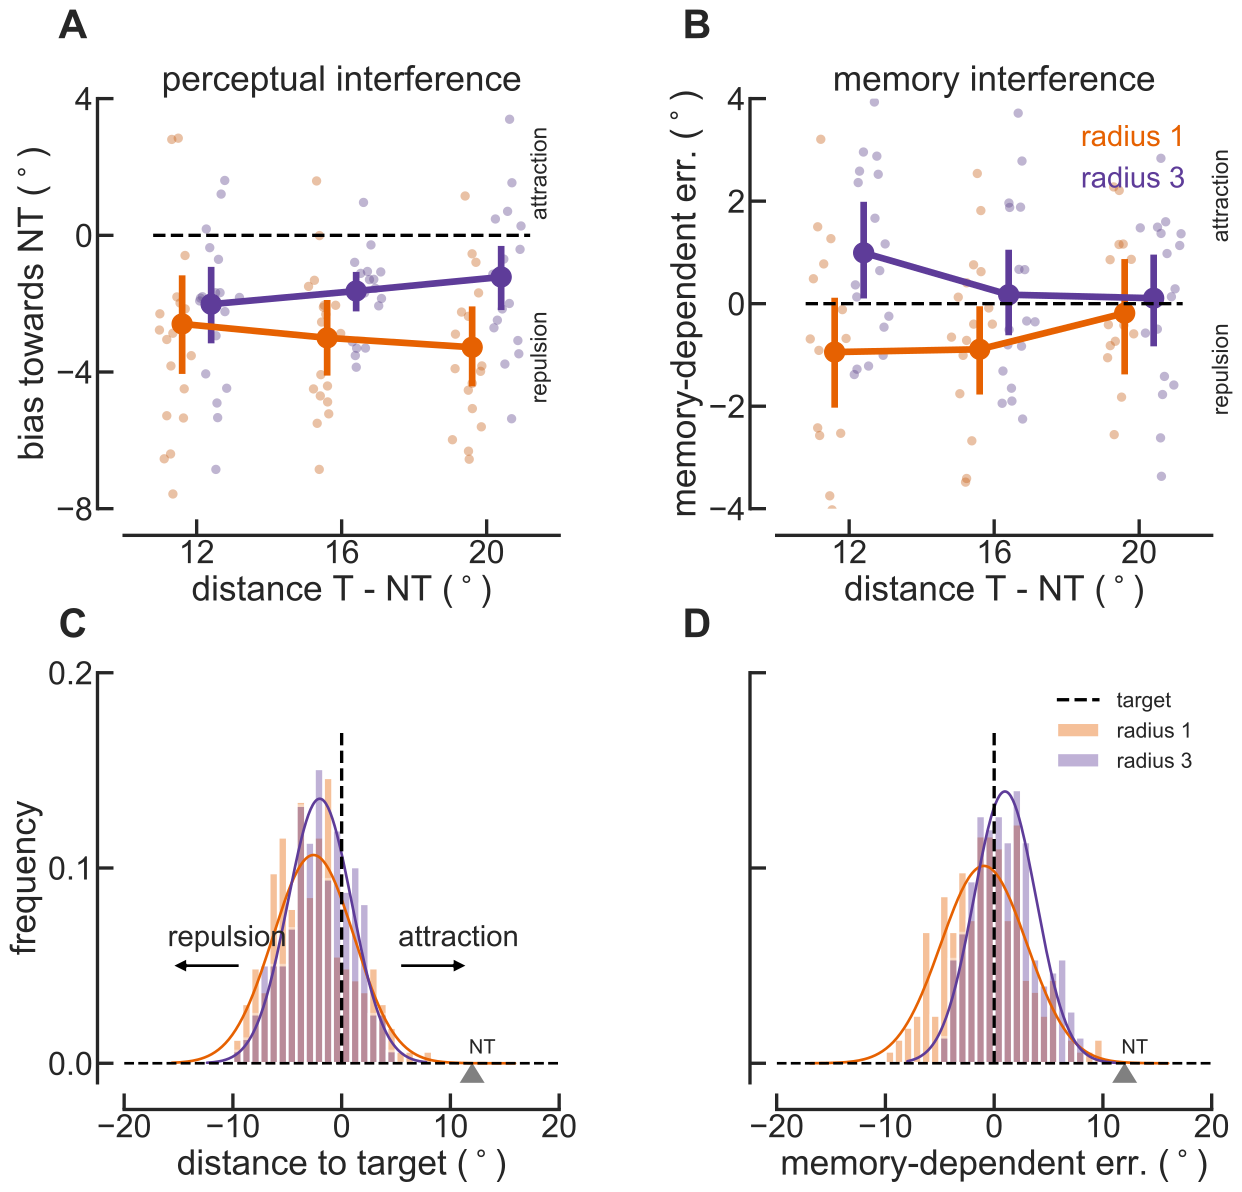 A
perceptual interference
4
0
−4
−8
bias towards NT (°)
attraction
repulsion
12
16
20
distance T - NT (°)
B
memory interference
4
2
0
−2
−4
memory-dependent err. (°)
radius 1
radius 3
attraction
repulsion
12
16
20
distance T - NT (°)
C
0.2
0.1
0.0
frequency
repulsion
attraction
NT
−20
−10
0
10
20
distance to target (°)
D
target
radius 1
radius 3
NT
−20
−10
0
10
20
memory-dependent err. (°)